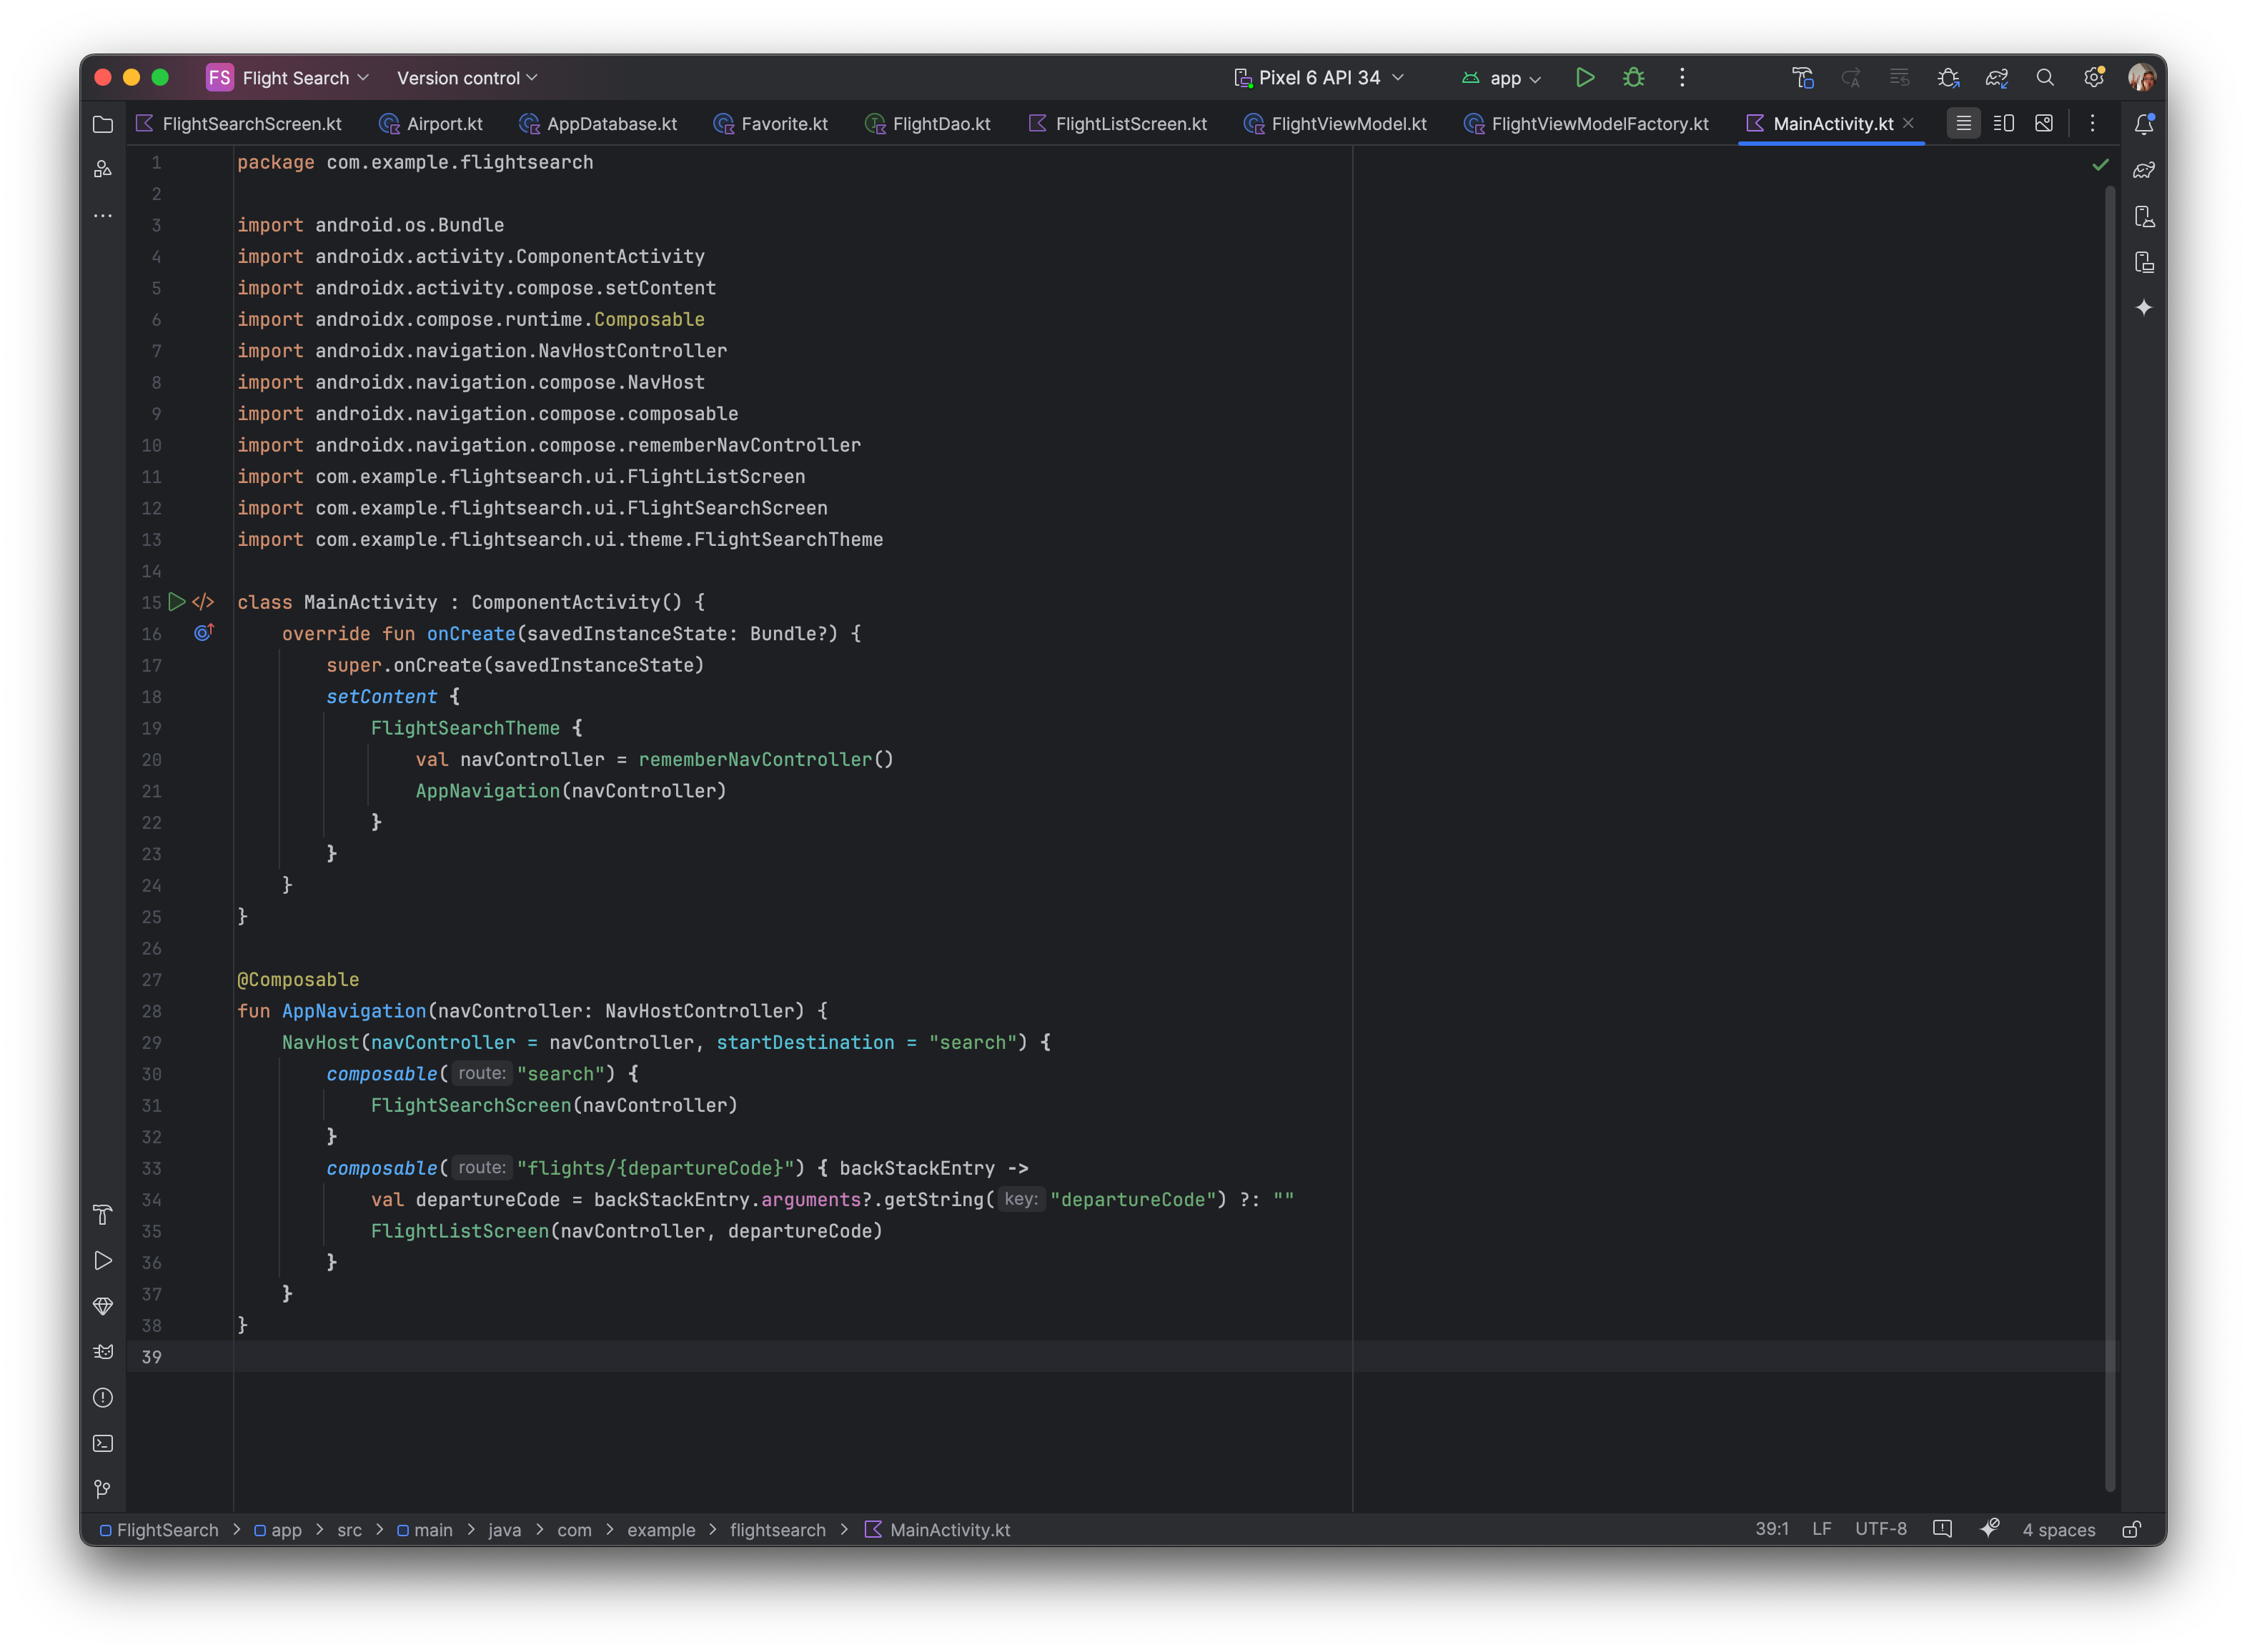 FS Flight Search Version control Pixel 6 API 34 app
FlightSearchScreen.kt Airport.kt AppDatabase.kt Favorite.kt FlightDao.kt FlightListScreen.kt FlightViewModel.kt FlightViewModelFactory.kt MainActivity.kt
1 package com.example.flightsearch
2
3 import android.os.Bundle
4 import androidx.activity.ComponentActivity
5 import androidx.activity.compose.setContent
6 import androidx.compose.runtime.Composable
7 import androidx.navigation.NavHostController
8 import androidx.navigation.compose.NavHost
9 import androidx.navigation.compose.composable
10 import androidx.navigation.compose.rememberNavController
11 import com.example.flightsearch.ui.FlightListScreen
12 import com.example.flightsearch.ui.FlightSearchScreen
13 import com.example.flightsearch.ui.theme.FlightSearchTheme
14
15 class MainActivity : ComponentActivity() {
16     override fun onCreate(savedInstanceState: Bundle?) {
17         super.onCreate(savedInstanceState)
18         setContent {
19             FlightSearchTheme {
20                 val navController = rememberNavController()
21                 AppNavigation(navController)
22             }
23         }
24     }
25 }
26
27 @Composable
28 fun AppNavigation(navController: NavHostController) {
29     NavHost(navController = navController, startDestination = "search") {
30         composable( route: "search") {
31             FlightSearchScreen(navController)
32         }
33         composable( route: "flights/{departureCode}") { backStackEntry ->
34             val departureCode = backStackEntry.arguments?.getString( key: "departureCode") ?: ""
35             FlightListScreen(navController, departureCode)
36         }
37     }
38 }
39
FlightSearch > app > src > main > java > com > example > flightsearch > MainActivity.kt 39:1 LF UTF-8 4 spaces